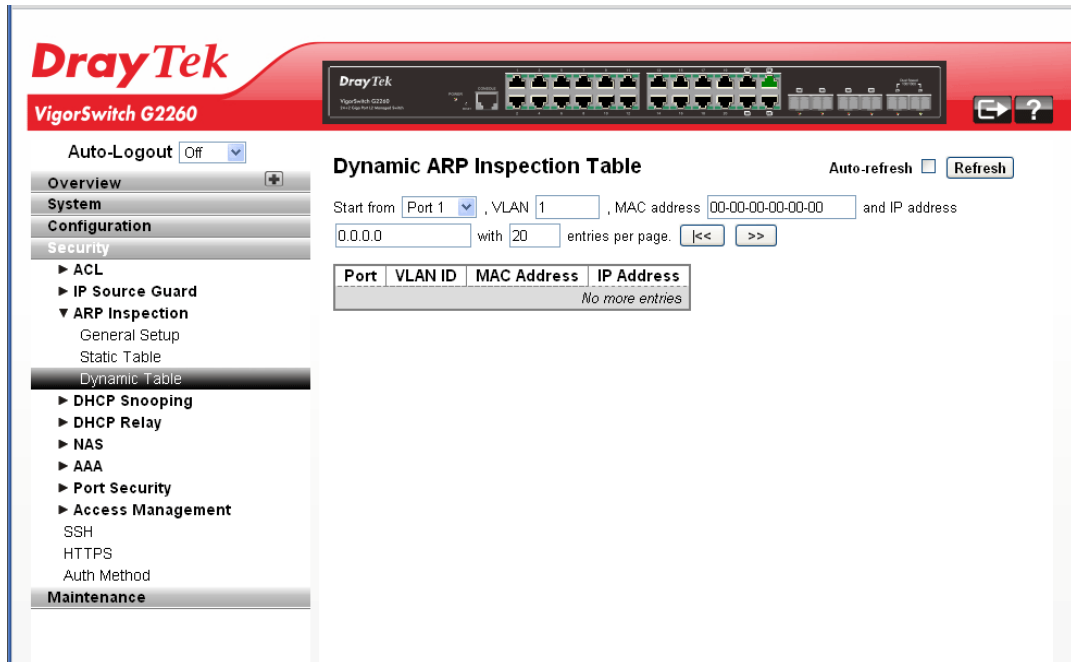 DrayTek
VigorSwitch G2260
DrayTek
VigorSwitch G2260
CONSOLE
Auto-Logout Off
Overview
System
Configuration
Security
ACL
IP Source Guard
ARP Inspection
General Setup
Static Table
Dynamic Table
DHCP Snooping
DHCP Relay
NAS
AAA
Port Security
Access Management
SSH
HTTPS
Auth Method
Maintenance
Dynamic ARP Inspection Table
Auto-refresh Refresh
Start from Port 1 , VLAN 1 , MAC address 00-00-00-00-00-00 and IP address
0.0.0.0 with 20 entries per page. |<< >>
Port VLAN ID MAC Address IP Address
No more entries